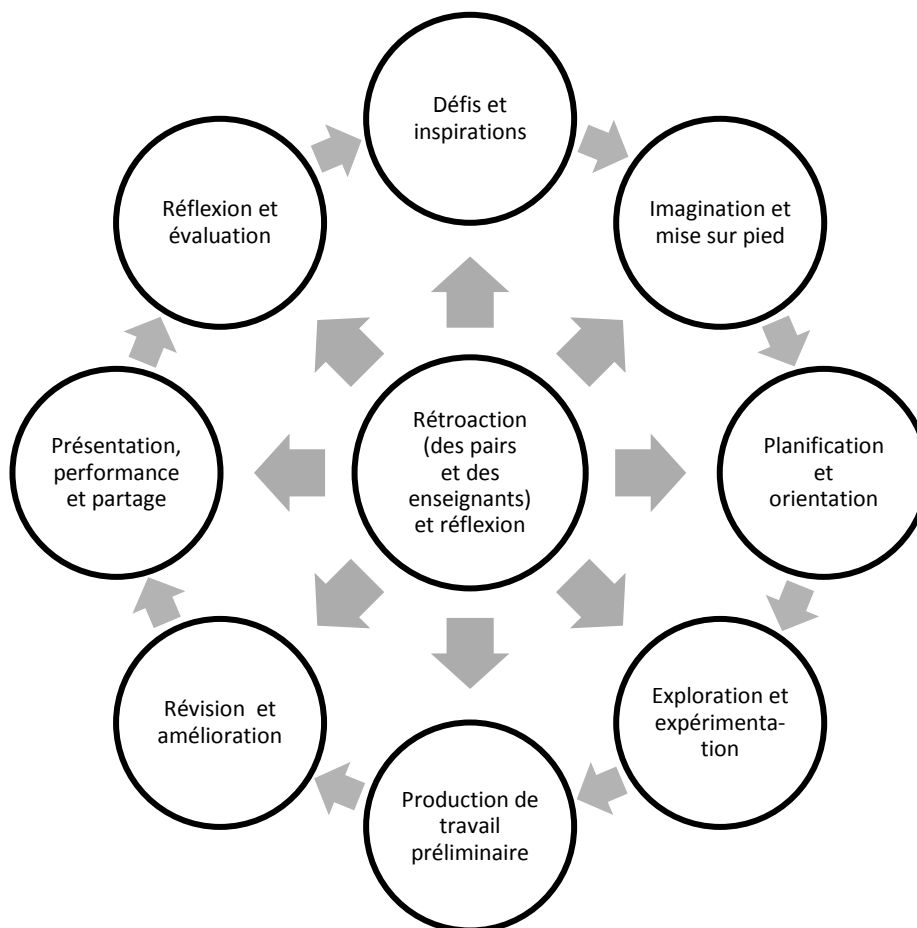 Défis et
inspirations
Imagination et
mise sur pied
Planification
et
orientation
Exploration et
expérimenta-
tion
Production de
travail
préliminaire
Révision et
amélioration
Présentation,
performance
et partage
Réflexion et
évaluation
Rétroaction
(des pairs
et des
enseignants)
et réflexion